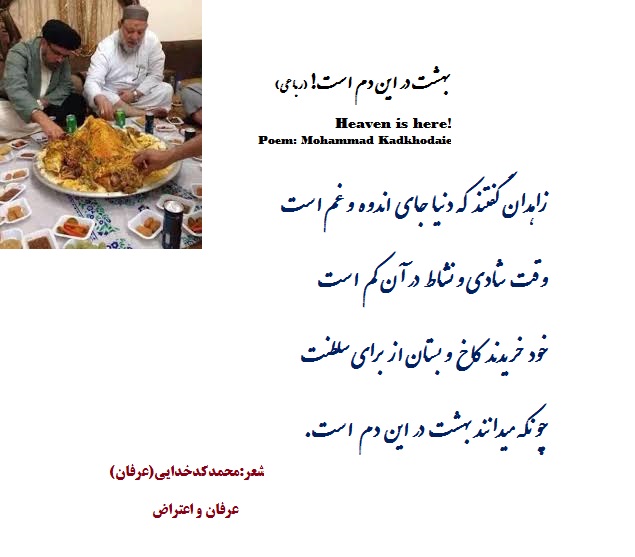 بهشت در این دم است! (رباعی)
Heaven is here!
Poem: Mohammad Kadkhodaie
زاهدان گفتند که دنیا جای اندوه و غم است
وقت شادی و نشاط در آن کم است
خود خریدند کاخ و بستان از برای سلطنت
چونکه میدانند بهشت در این دم است.
شعر:محمدکدخدایی(عرفان)
عرفان و اعتراض